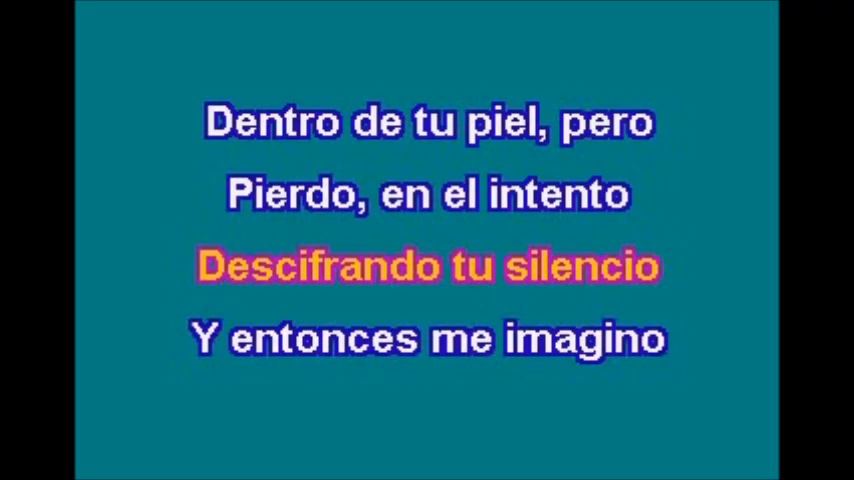 Dentro de tu piel, pero
Pierdo, en el intento
Descifrando tu silencio
Y entonces me imagino